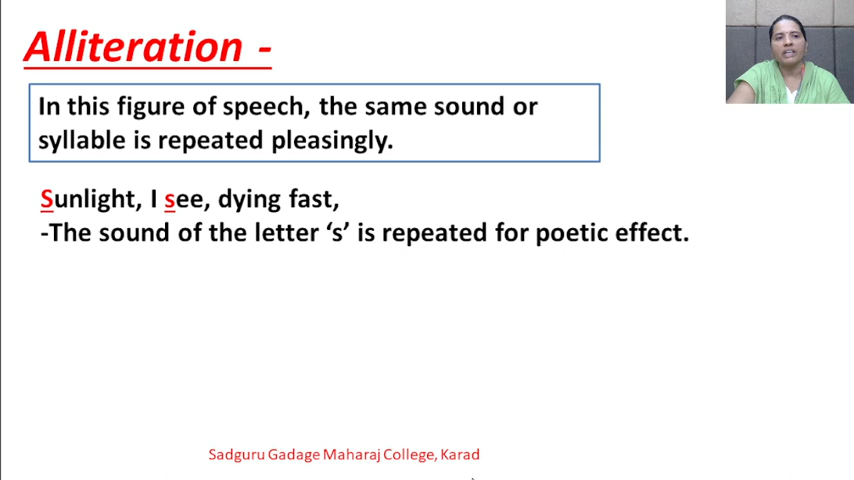 Alliteration -
In this figure of speech, the same sound or
syllable is repeated pleasingly.
Sunlight, I see, dying fast,
-The sound of the letter ‘s’ is repeated for poetic effect.
Sadguru Gadage Maharaj College, Karad